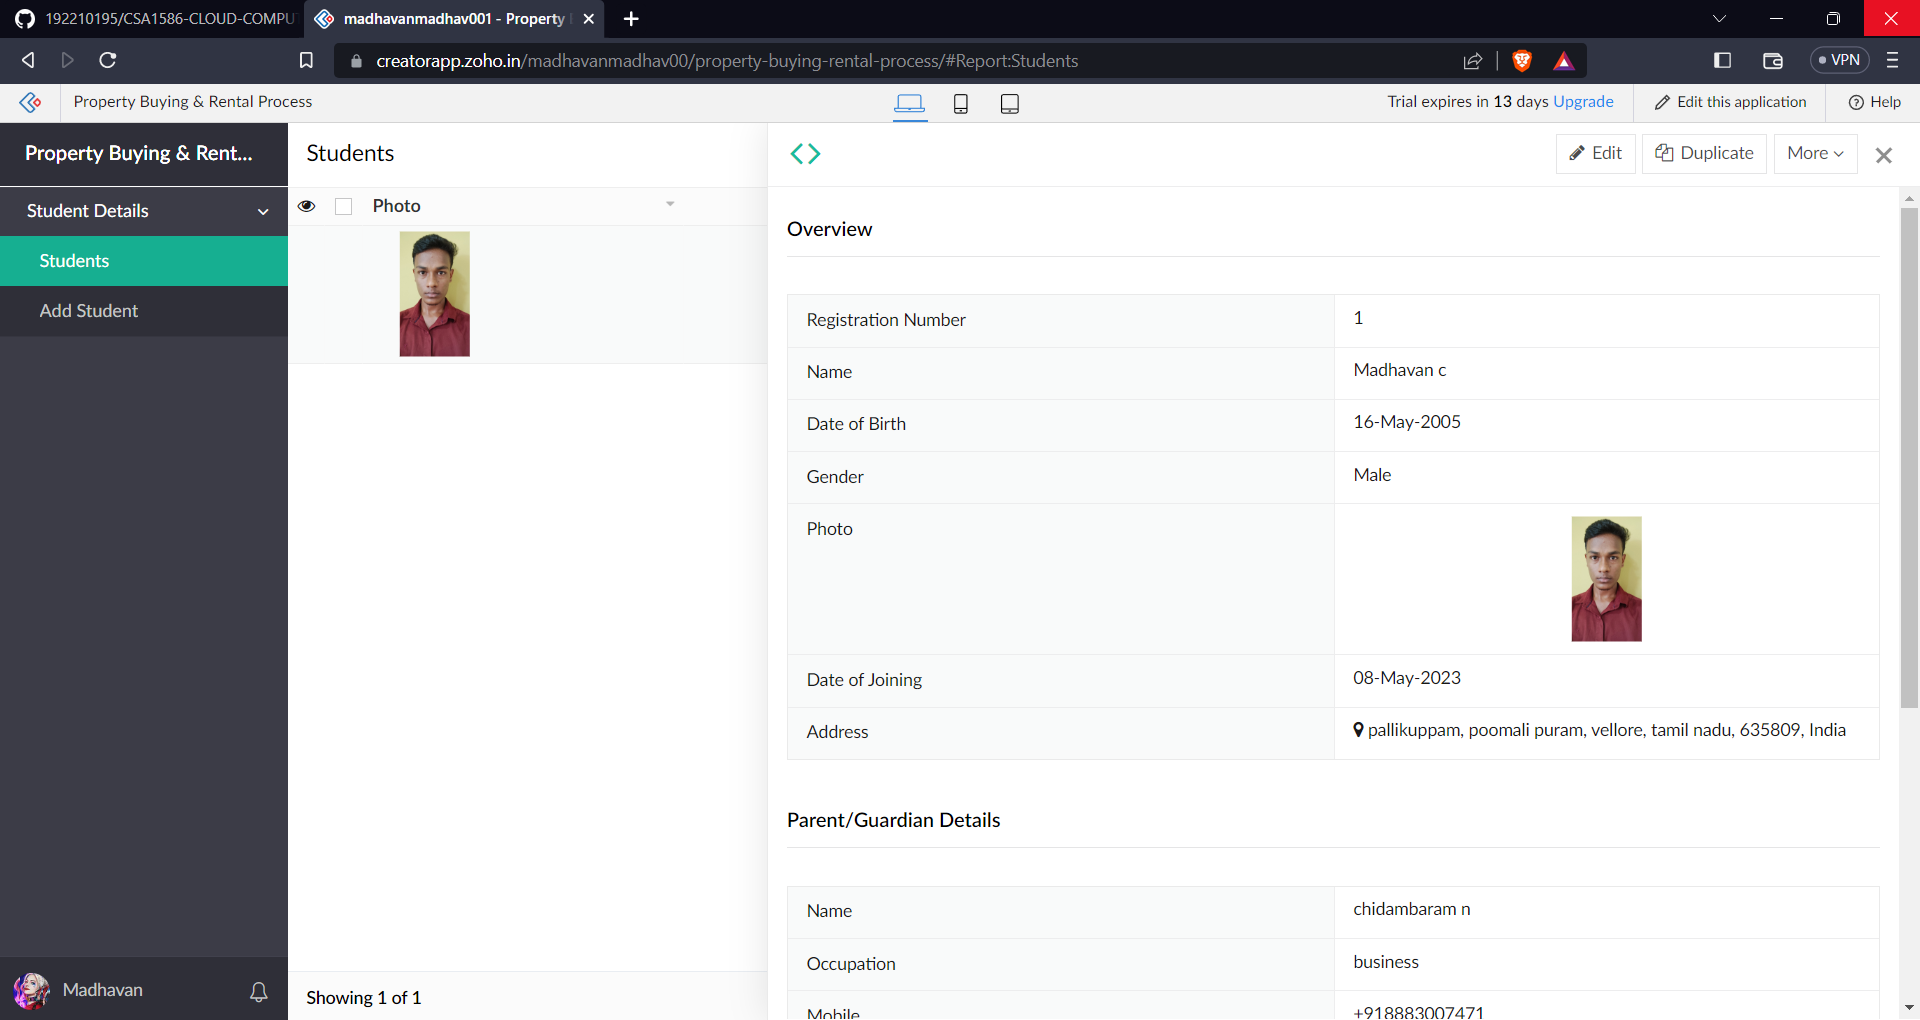 192210195/CSA1586-CLOUD-COMPU
madhavanmadhav001 - Property
creatorapp.zoho.in/madhavanmadhav00/property-buying-rental-process/#Report:Students
VPN
Property Buying & Rental Process
Trial expires in 13 days Upgrade
Edit this application
Help
Property Buying & Rent...
Students
Edit
Duplicate
More
Student Details
Photo
Students
Add Student
Overview
Registration Number 1
Name Madhavan c
Date of Birth 16-May-2005
Gender Male
Photo
Date of Joining 08-May-2023
Address pallikuppam, poomali puram, vellore, tamil nadu, 635809, India
Parent/Guardian Details
Name chidambaram n
Occupation business
Mobile +918883007471
Madhavan
Showing 1 of 1